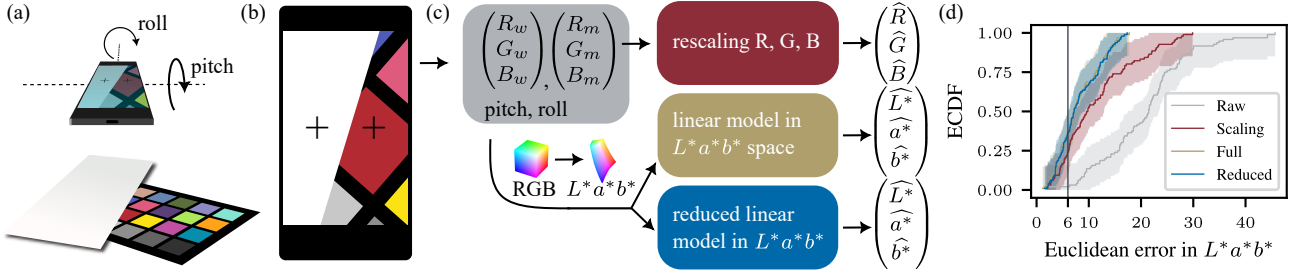 (a)
roll
pitch
(b)
(c)
(R_w G_w B_w), (R_m G_m B_m)
pitch, roll
RGB
L*a*b*
rescaling R, G, B
linear model in
L*a*b* space
reduced linear
model in L*a*b*
(R̂ Ĝ B̂)
(L̂* â* b̂*)
(L̂* â* b̂*)
(d)
ECDF
1.00
0.75
0.50
0.25
0.00
Raw
Scaling
Full
Reduced
1 6 10 20 30 40
Euclidean error in L*a*b*